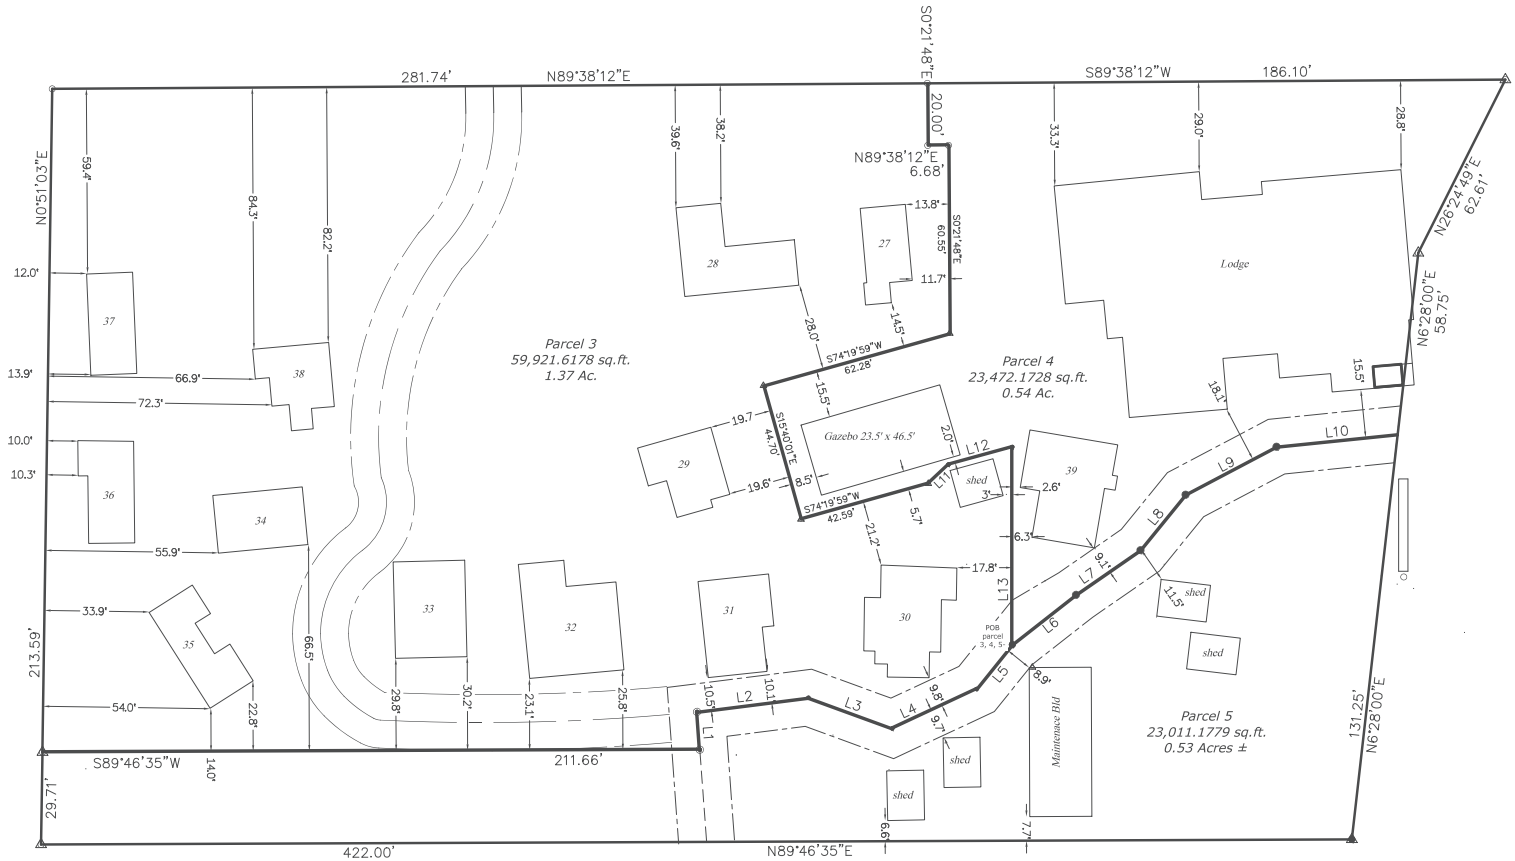 S0°21'48"E
281.74'
N89°38'12"E
S89°38'12"W
186.10'
20.00'
N89°38'12"E
6.68'
39.6'
38.2'
33.3'
29.0'
28.8'
59.4'
84.3'
82.2'
N0°51'03"E
213.59'
N26°24'49"E
62.61'
13.8'
27
11.7'
S0°21'48"E
60.55'
28
28.0'
14.5'
Lodge
N6°28'00"E
58.75'
12.0'
37
13.9'
66.9'
38
72.3'
Parcel 3
59,921.6178 sq.ft.
1.37 Ac.
S74°19'59"W
62.28'
Parcel 4
23,472.1728 sq.ft.
0.54 Ac.
15.5'
18.1'
15.5'
19.7
S15°40'01"E
44.70'
Gazebo 23.5' x 46.5'
2.0'
L12
L10
10.0'
10.3'
36
29
19.6'
8.5'
L11
shed
3'
39
2.6'
L9
34
S74°19'59"W
42.59'
5.7'
L8
21.2'
6.3'
9.1'
55.9'
17.8'
L13
L7
11.5'
shed
33.9'
33
32
31
30
POB
parcel
3, 4, 5
L6
35
66.5'
shed
L5
8.9'
54.0'
22.8'
29.8'
30.2'
23.1'
25.8'
10.5'
L2
10.1'
L3
9.8'
L4
9.7'
L1
Maintenace Bld
Parcel 5
23,011.1779 sq.ft.
0.53 Acres ±
131.25'
N6°28'00"E
S89°46'35"W
14.0'
211.66'
shed
shed
29.71'
6.6'
7.7'
422.00'
N89°46'35"E